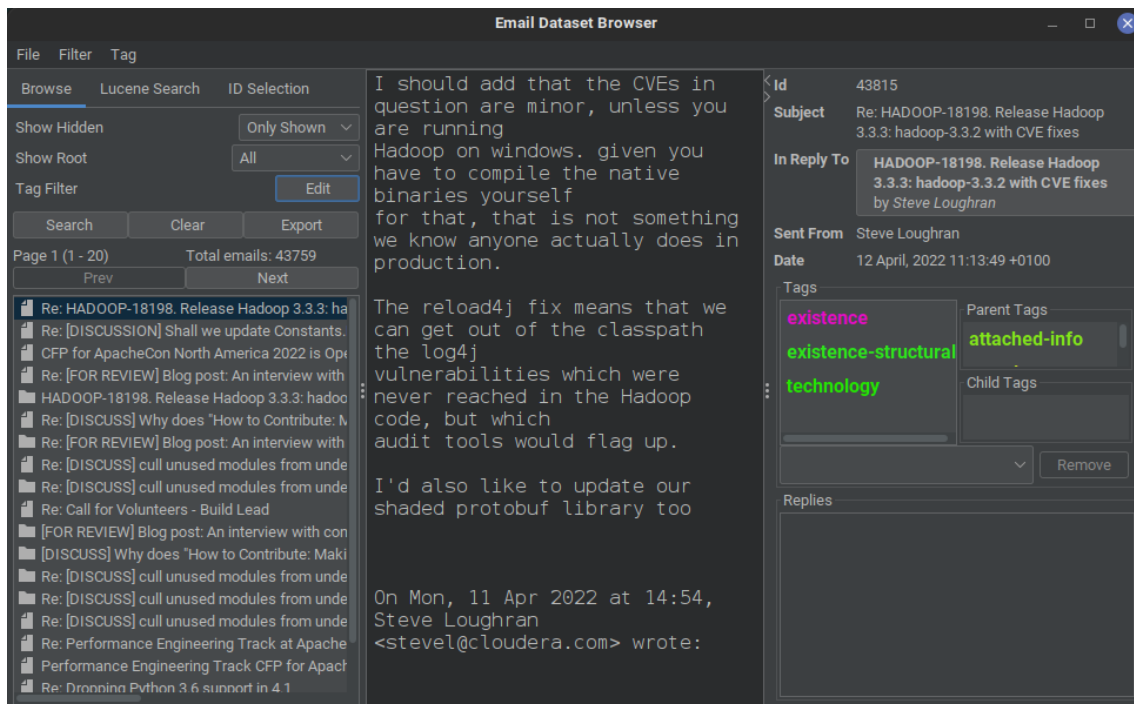 Email Dataset Browser
File Filter Tag
Browse Lucene Search ID Selection
Show Hidden Only Shown
Show Root All
Tag Filter Edit
Search Clear Export
Page 1 (1 - 20) Total emails: 43759
Prev Next
Re: HADOOP-18198. Release Hadoop 3.3.3: ha
Re: [DISCUSSION] Shall we update Constants.
CFP for ApacheCon North America 2022 is Ope
Re: [FOR REVIEW] Blog post: An interview with
HADOOP-18198. Release Hadoop 3.3.3: hadoo
Re: [DISCUSS] Why does "How to Contribute: M
Re: [FOR REVIEW] Blog post: An interview with
Re: [DISCUSS] cull unused modules from unde
Re: [DISCUSS] cull unused modules from unde
Re: Call for Volunteers - Build Lead
[FOR REVIEW] Blog post: An interview with con
[DISCUSS] Why does "How to Contribute: Maki
Re: [DISCUSS] cull unused modules from unde
Re: [DISCUSS] cull unused modules from unde
Re: [DISCUSS] cull unused modules from unde
Re: Performance Engineering Track at Apache
Performance Engineering Track CFP for Apach
Re: Dropping Python 3.6 support in 4.1
I should add that the CVEs in
question are minor, unless you
are running
Hadoop on windows. given you
have to compile the native
binaries yourself
for that, that is not something
we know anyone actually does in
production.
The reload4j fix means that we
can get out of the classpath
the log4j
vulnerabilities which were
never reached in the Hadoop
code, but which
audit tools would flag up.
I'd also like to update our
shaded protobuf library too
On Mon, 11 Apr 2022 at 14:54,
Steve Loughran
<stevel@cloudera.com> wrote:
Id 43815
Subject Re: HADOOP-18198. Release Hadoop
3.3.3: hadoop-3.3.2 with CVE fixes
In Reply To HADOOP-18198. Release Hadoop
3.3.3: hadoop-3.3.2 with CVE fixes
by Steve Loughran
Sent From Steve Loughran
Date 12 April, 2022 11:13:49 +0100
Tags
existence
existence-structural
technology
Parent Tags
attached-info
Child Tags
Remove
Replies